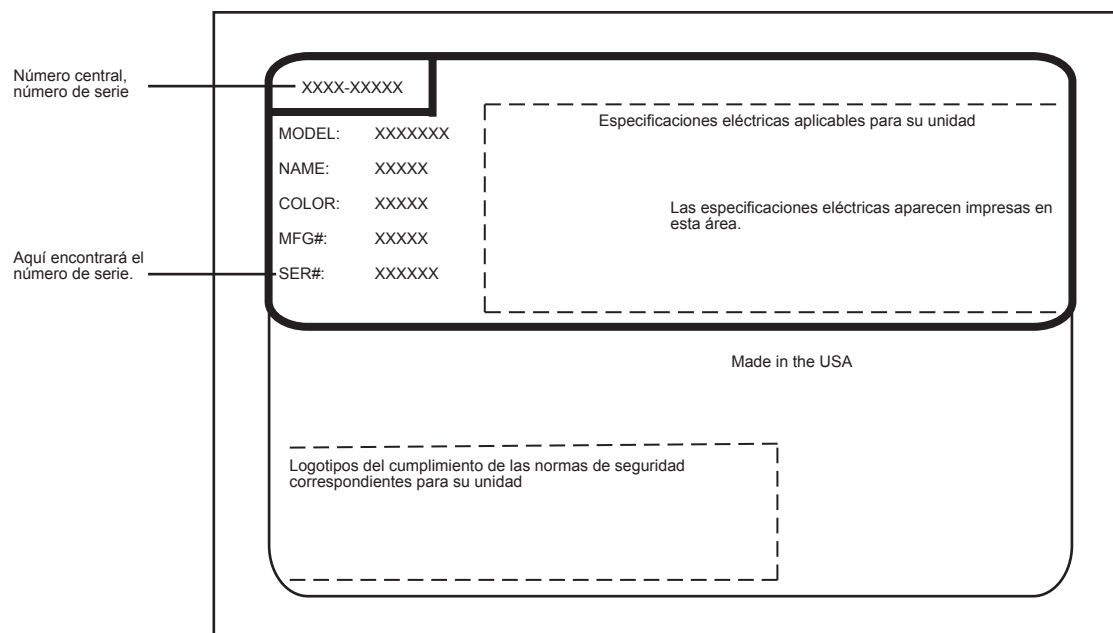 Número central,
número de serie
XXXX-XXXXX
MODEL: XXXXXXX
NAME: XXXXX
COLOR: XXXXX
MFG#: XXXXX
Aquí encontrará el
número de serie.
SER#: XXXXXX
Especificaciones eléctricas aplicables para su unidad
Las especificaciones eléctricas aparecen impresas en
esta área.
Made in the USA
Logotipos del cumplimiento de las normas de seguridad
correspondientes para su unidad